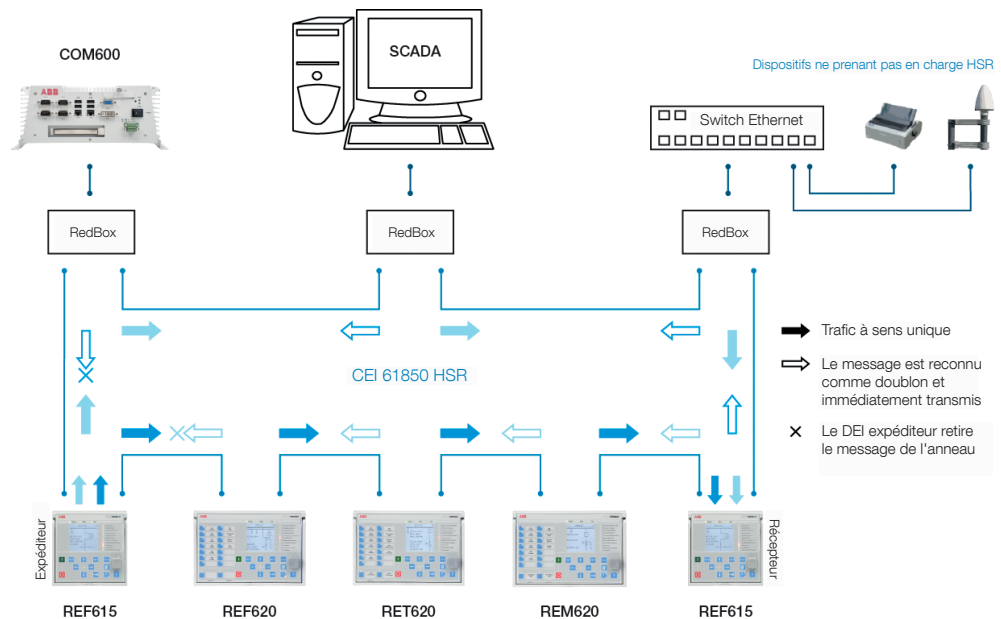 COM600
ABB
SCADA
Dispositifs ne prenant pas en charge HSR
Switch Ethernet
RedBox
RedBox
RedBox
CEI 61850 HSR
Trafic à sens unique
Le message est reconnu
comme doublon et
immédiatement transmis
Le DEI expéditeur retire
le message de l'anneau
Expéditeur
Récepteur
REF615
REF620
RET620
REM620
REF615